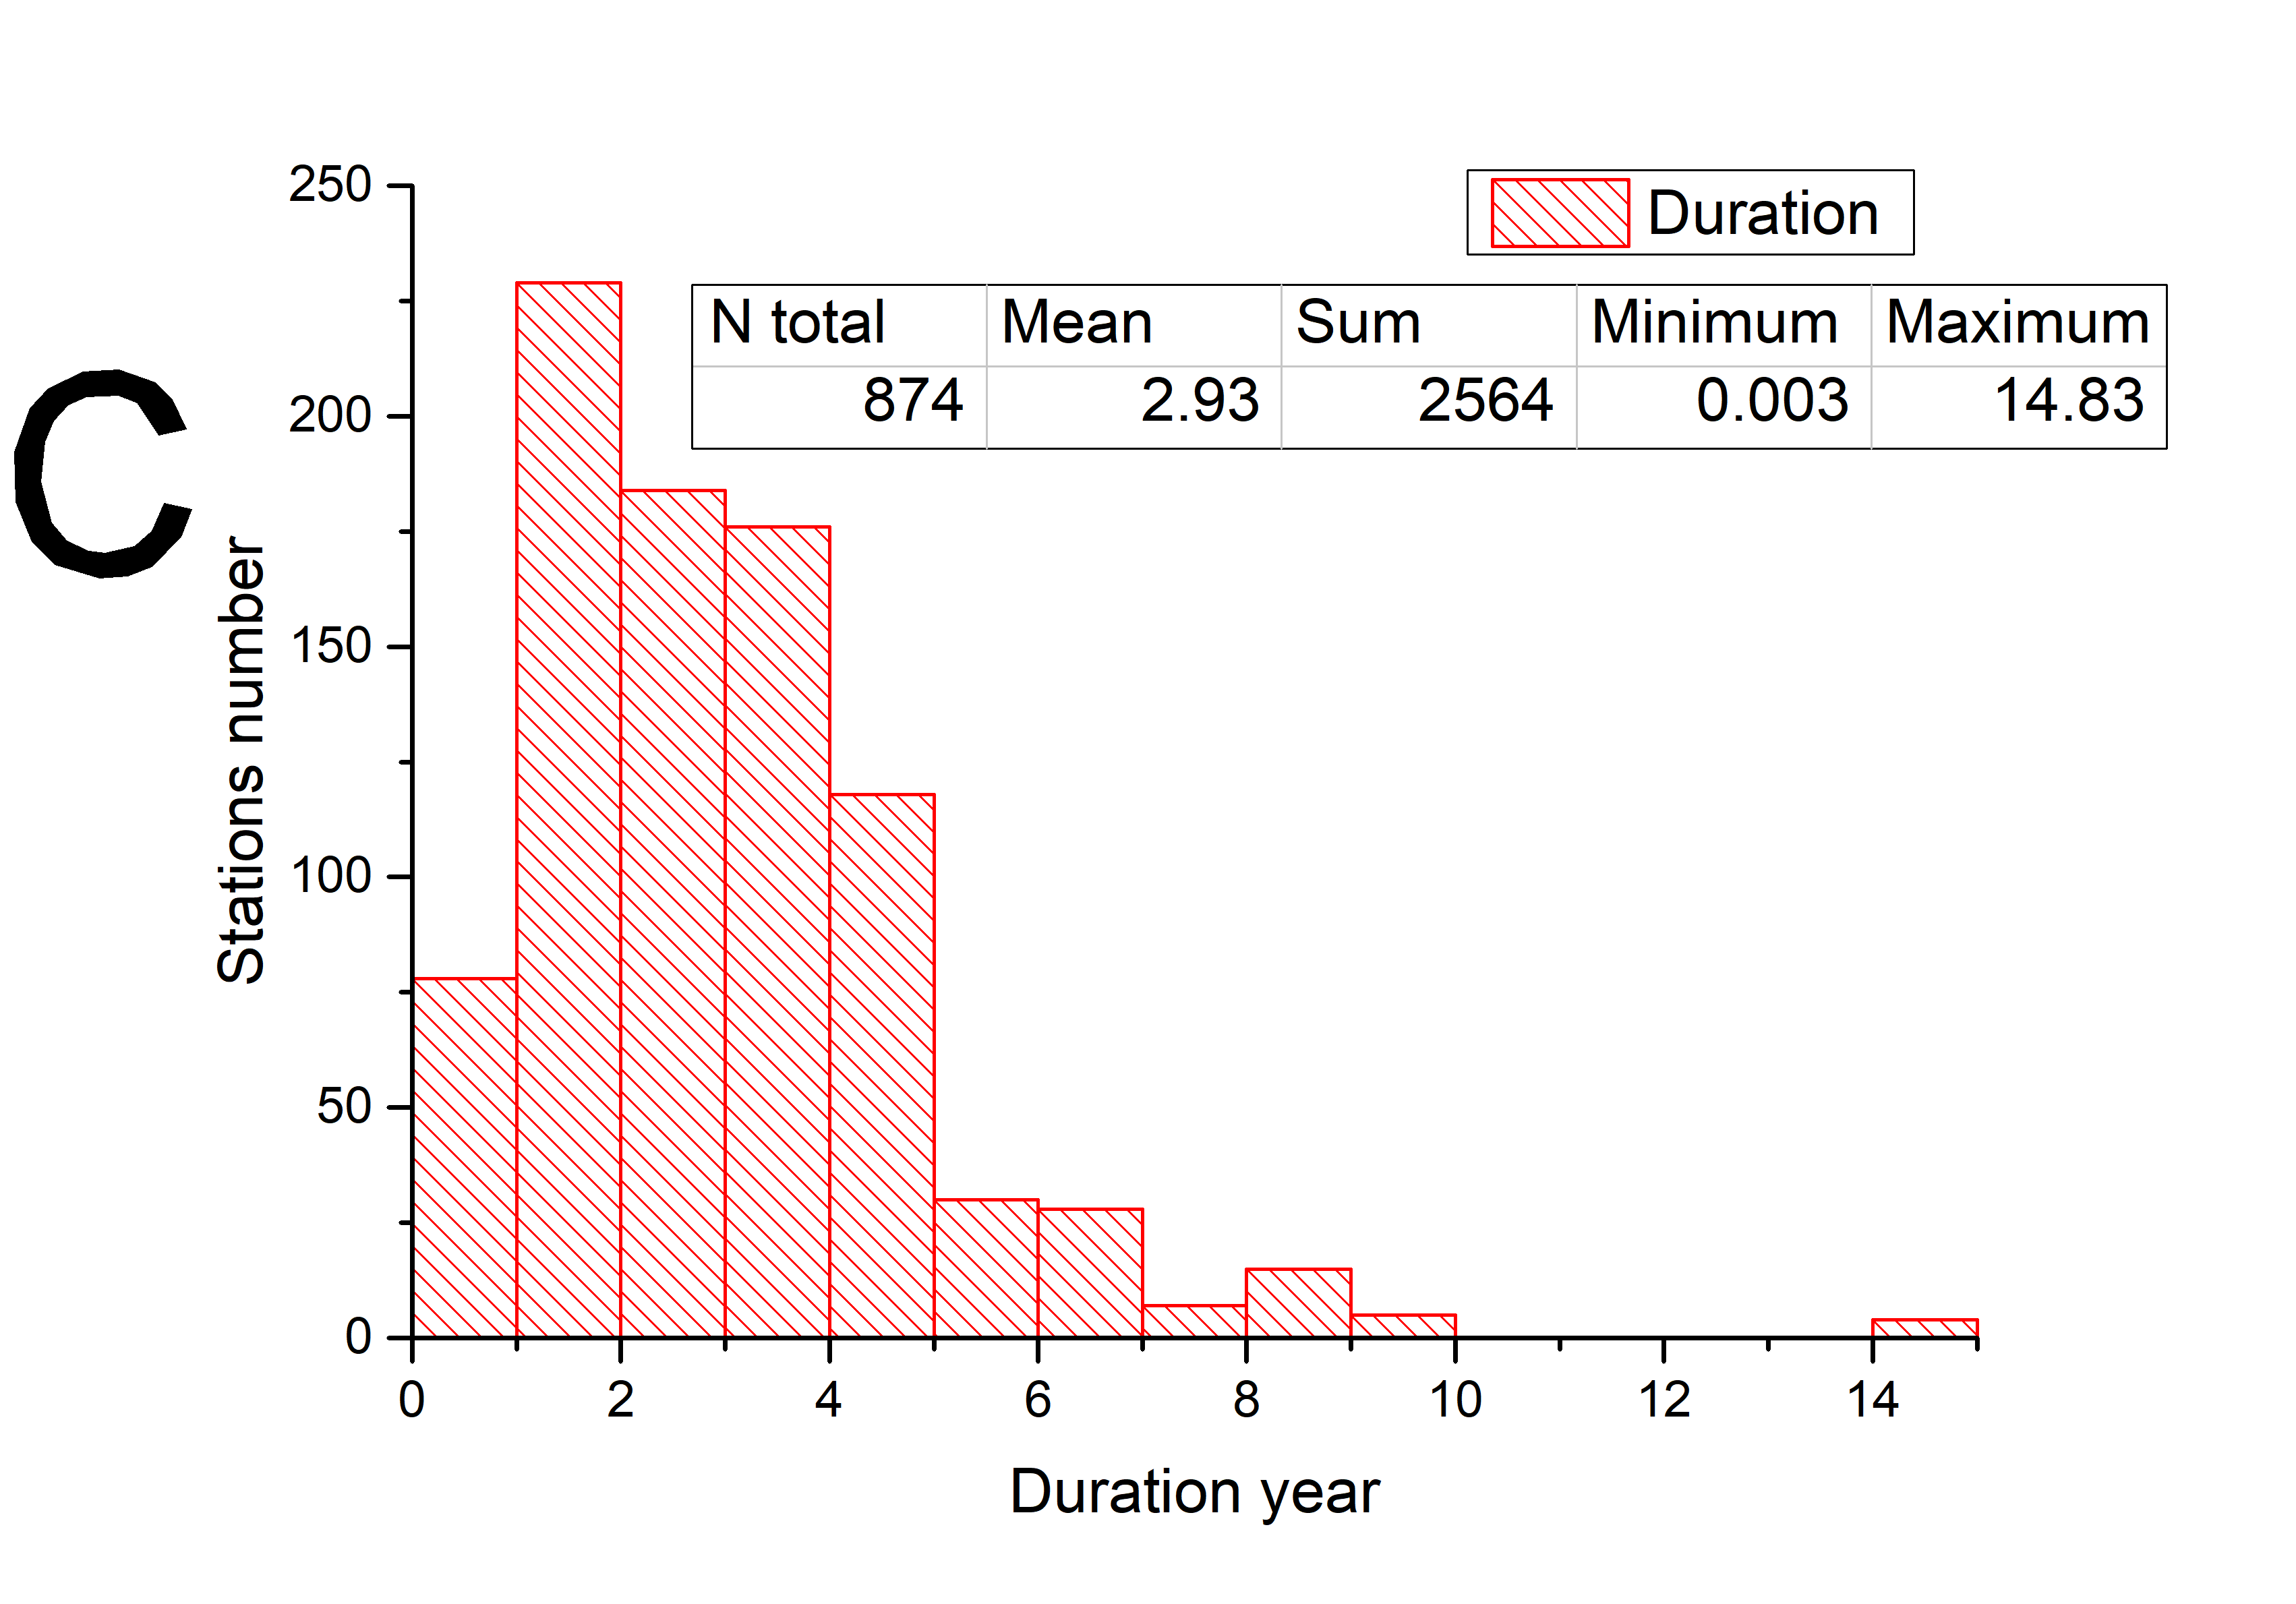 C
Duration
N total Mean Sum Minimum Maximum
874 2.93 2564 0.003 14.83
Stations number
250
200
150
100
50
0
0 2 4 6 8 10 12 14
Duration year